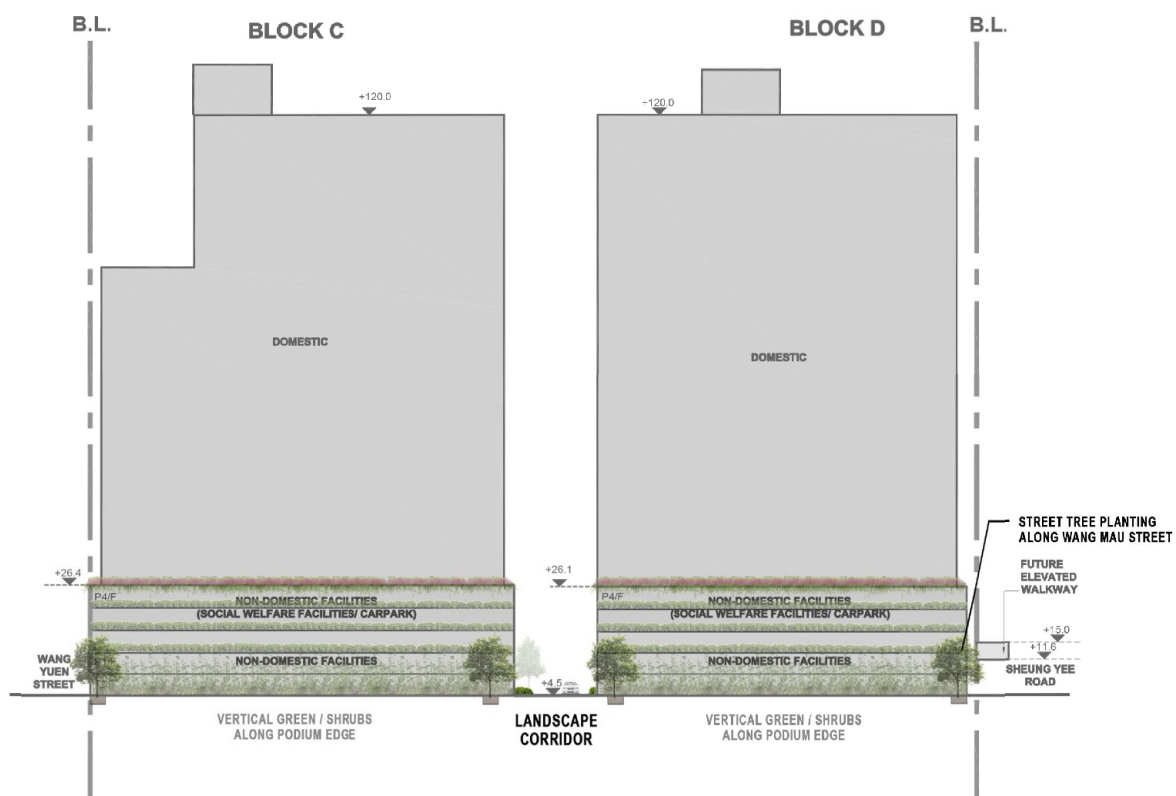 B.L.
BLOCK C
BLOCK D
B.L.
+120.0
+120.0
DOMESTIC
DOMESTIC
STREET TREE PLANTING
ALONG WANG MAU STREET
FUTURE
ELEVATED
WALKWAY
+26.4
+26.1
P4/F
NON-DOMESTIC FACILITIES
(SOCIAL WELFARE FACILITIES/ CARPARK)
P4/F
NON-DOMESTIC FACILITIES
(SOCIAL WELFARE FACILITIES/ CARPARK)
+15.0
+11.6
WANG
YUEN
STREET
NON-DOMESTIC FACILITIES
NON-DOMESTIC FACILITIES
SHEUNG YEE
ROAD
+4.5
VERTICAL GREEN / SHRUBS
ALONG PODIUM EDGE
LANDSCAPE
CORRIDOR
VERTICAL GREEN / SHRUBS
ALONG PODIUM EDGE